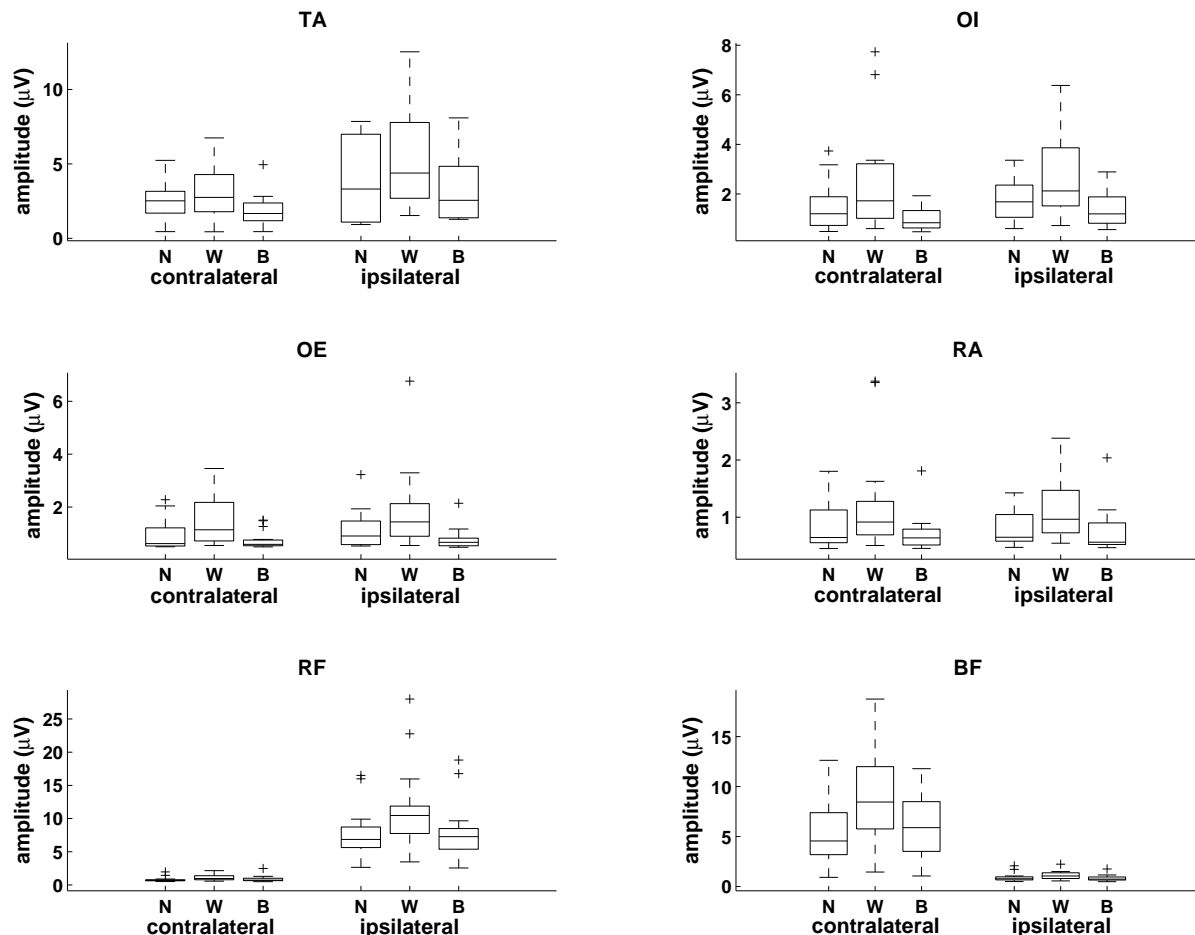 TA
amplitude (μV)
10
5
0
N W B N W B
contralateral ipsilateral
OI
amplitude (μV)
8
6
4
2
N W B N W B
contralateral ipsilateral
OE
amplitude (μV)
6
4
2
N W B N W B
contralateral ipsilateral
RA
amplitude (μV)
3
2
1
N W B N W B
contralateral ipsilateral
RF
amplitude (μV)
25
20
15
10
5
0
N W B N W B
contralateral ipsilateral
BF
amplitude (μV)
15
10
5
0
N W B N W B
contralateral ipsilateral